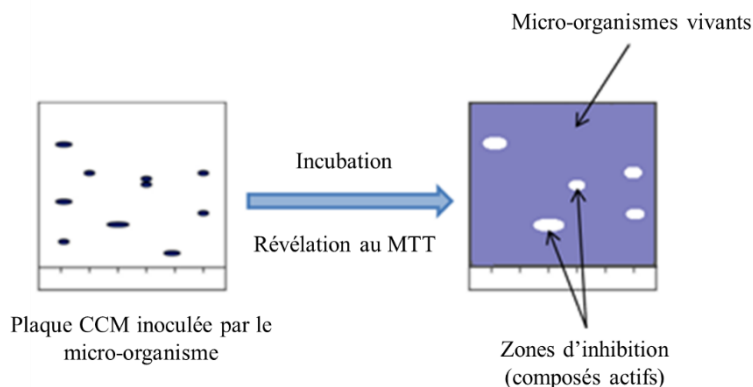 Micro-organismes vivants
Incubation
Révélation au MTT
Plaque CCM inoculée par le
micro-organisme
Zones d’inhibition
(composés actifs)